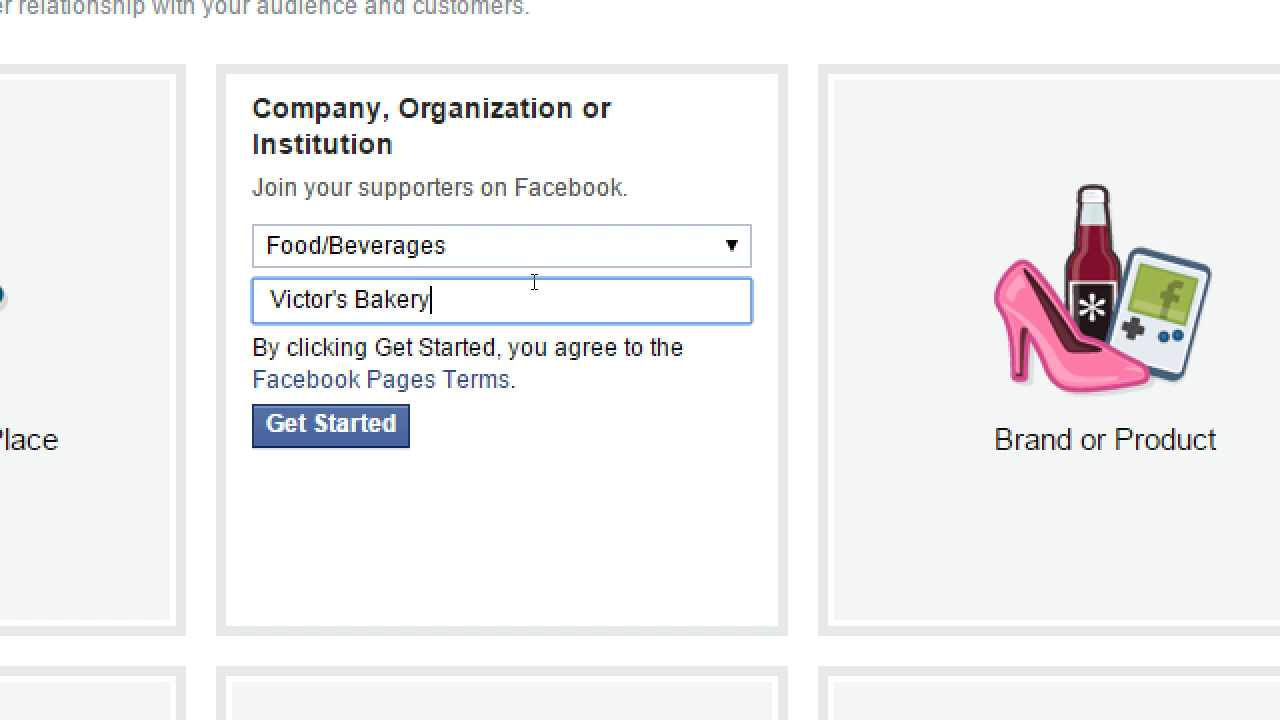 relationship with your audience and customers.
Company, Organization or
Institution
Join your supporters on Facebook.
Food/Beverages
Victor's Bakery
By clicking Get Started, you agree to the
Facebook Pages Terms.
Get Started
Place
Brand or Product